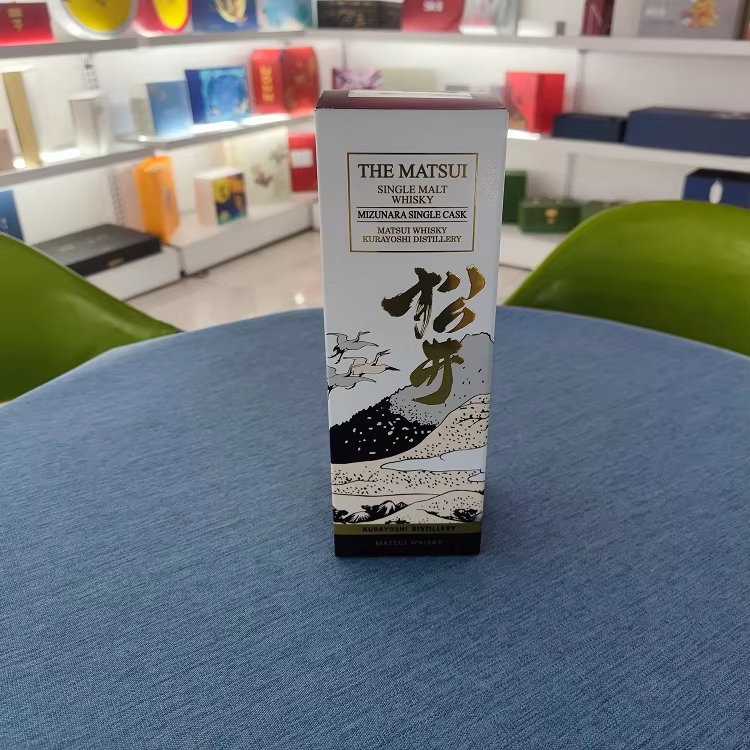 THE MATSUI
SINGLE MALT
WHISKY
MIZUNARA SINGLE CASK
MATSUI WHISKY
KURAYOSHI DISTILLERY
松井
KURAYOSHI DISTILLERY
MATSUI WHISKY